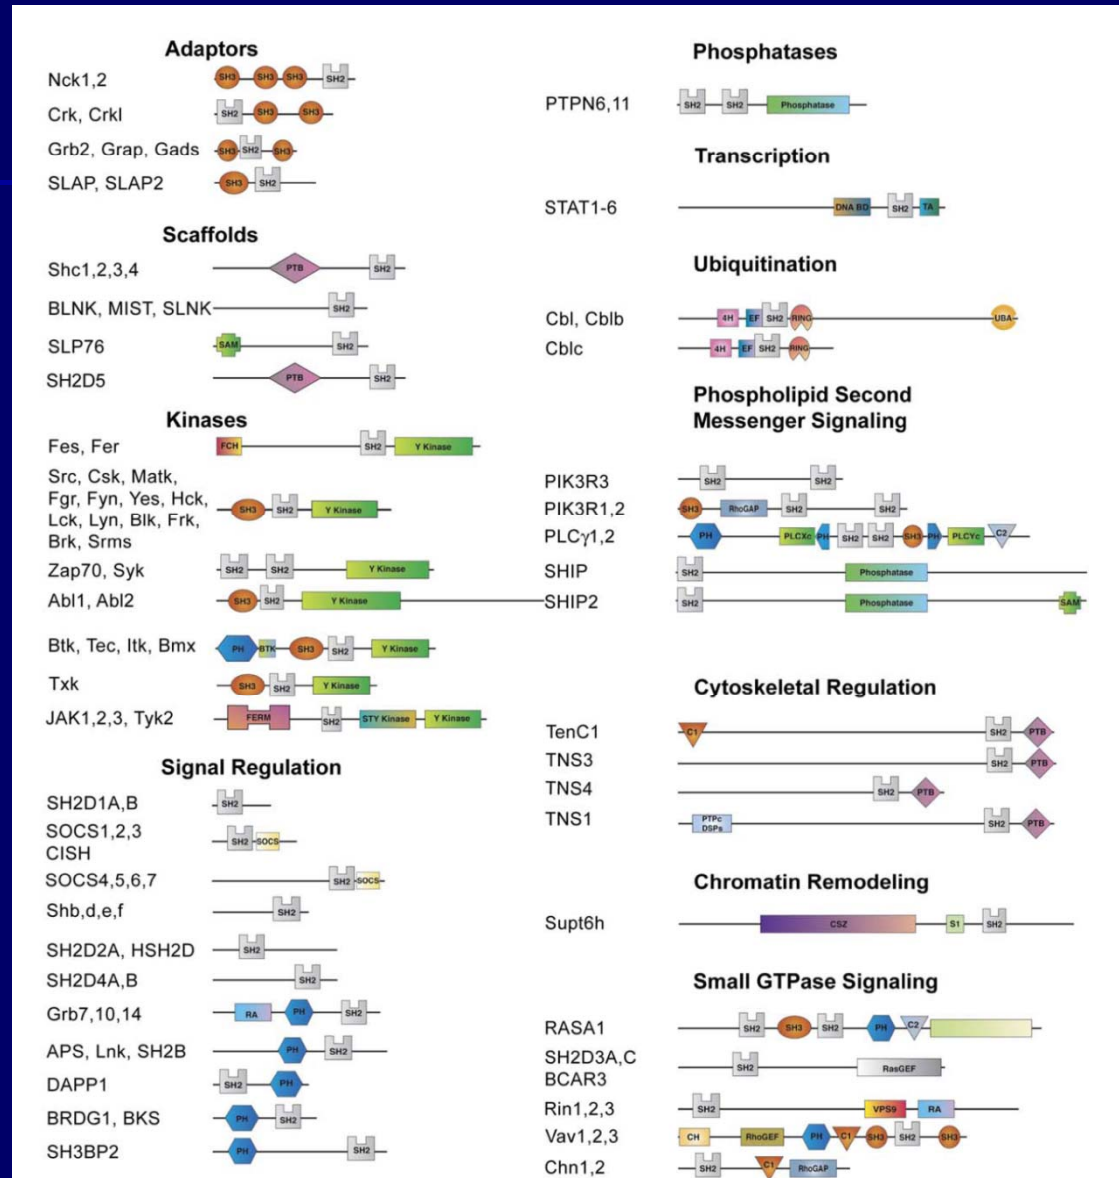 Adaptors
Nck1,2
SH3 SH3 SH3 SH2
Crk, Crkl
SH2 SH3 SH3
Grb2, Grap, Gads
SH3 SH2 SH3
SLAP, SLAP2
SH3 SH2
Scaffolds
Shc1,2,3,4
PTB SH2
BLNK, MIST, SLNK
SH2
SLP76
SAM SH2
SH2D5
PTB SH2
Kinases
Fes, Fer
FCH SH2 Y Kinase
Src, Csk, Matk,
Fgr, Fyn, Yes, Hck,
Lck, Lyn, Blk, Frk,
Brk, Srms
SH3 SH2 Y Kinase
Zap70, Syk
SH2 SH2 Y Kinase
Abl1, Abl2
SH3 SH2 Y Kinase
Btk, Tec, Itk, Bmx
PH BTK SH3 SH2 Y Kinase
Txk
SH3 SH2 Y Kinase
JAK1,2,3, Tyk2
FERM SH2 STY Kinase Y Kinase
Signal Regulation
SH2D1A,B
SH2
SOCS1,2,3
CISH
SH2 SOCS
SOCS4,5,6,7
SH2 SOCS
Shb,d,e,f
SH2
SH2D2A, HSH2D
SH2
SH2D4A,B
SH2
Grb7,10,14
RA PH SH2
APS, Lnk, SH2B
PH SH2
DAPP1
SH2 PH
BRDG1, BKS
PH SH2
SH3BP2
PH SH2
Phosphatases
PTPN6,11
SH2 SH2 Phosphatase
Transcription
STAT1-6
DNA BD SH2 TA
Ubiquitination
Cbl, Cblb
4H EF SH2 RING UBA
Cblc
4H EF SH2 RING
Phospholipid Second
Messenger Signaling
PIK3R3
SH2 SH2
PIK3R1,2
SH3 RhoGAP SH2 SH2
PLCγ1,2
PH PLCXc PH SH2 SH2 SH3 PH PLCYc C2
SHIP
SH2 Phosphatase
SHIP2
SH2 Phosphatase SAM
Cytoskeletal Regulation
TenC1
C1 SH2 PTB
TNS3
SH2 PTB
TNS4
SH2 PTB
TNS1
PTPc
DSPs
SH2 PTB
Chromatin Remodeling
Supt6h
CSZ S1 SH2
Small GTPase Signaling
RASA1
SH2 SH3 SH2 PH C2
SH2D3A,C
BCAR3
SH2 RasGEF
Rin1,2,3
SH2 VPS9 RA
Vav1,2,3
CH RhoGEF PH C1 SH3 SH2 SH3
Chn1,2
SH2 C1 RhoGAP